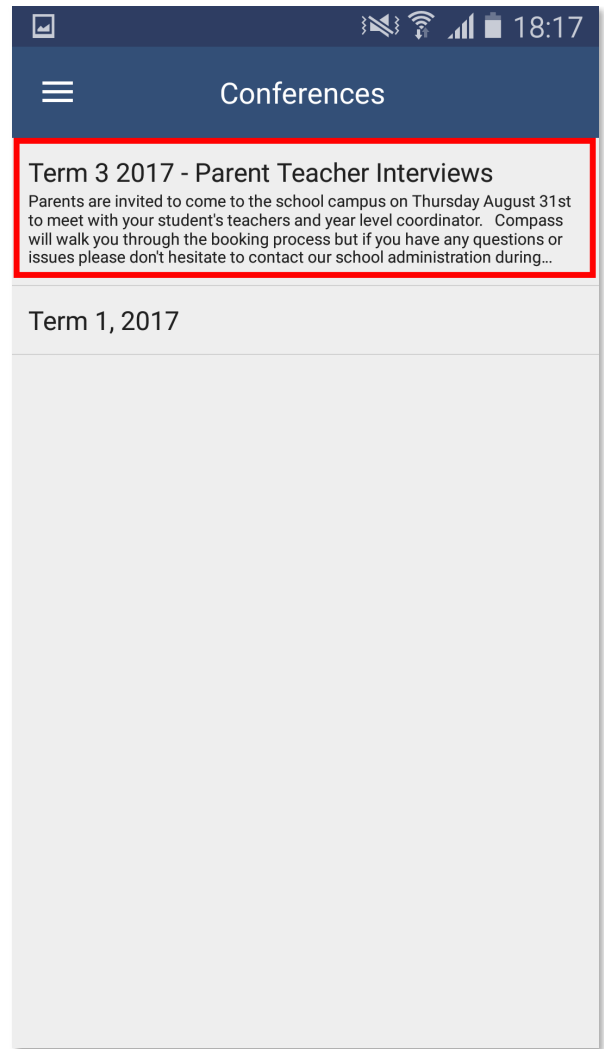 18:17
Conferences
Term 3 2017 - Parent Teacher Interviews
Parents are invited to come to the school campus on Thursday August 31st
to meet with your student's teachers and year level coordinator.   Compass
will walk you through the booking process but if you have any questions or
issues please don't hesitate to contact our school administration during...
Term 1, 2017